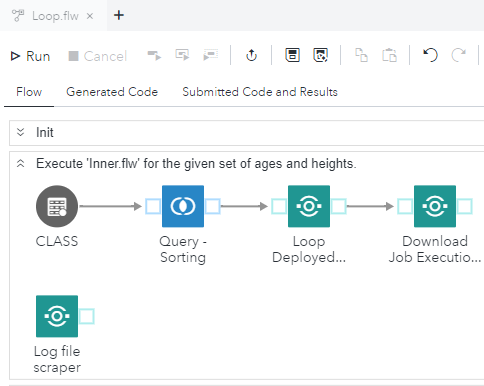 Loop.flw
Run
Cancel
Flow
Generated Code
Submitted Code and Results
Init
Execute 'Inner.flw' for the given set of ages and heights.
CLASS
Query -
Sorting
Loop
Deployed...
Download
Job Executio...
Log file
scraper